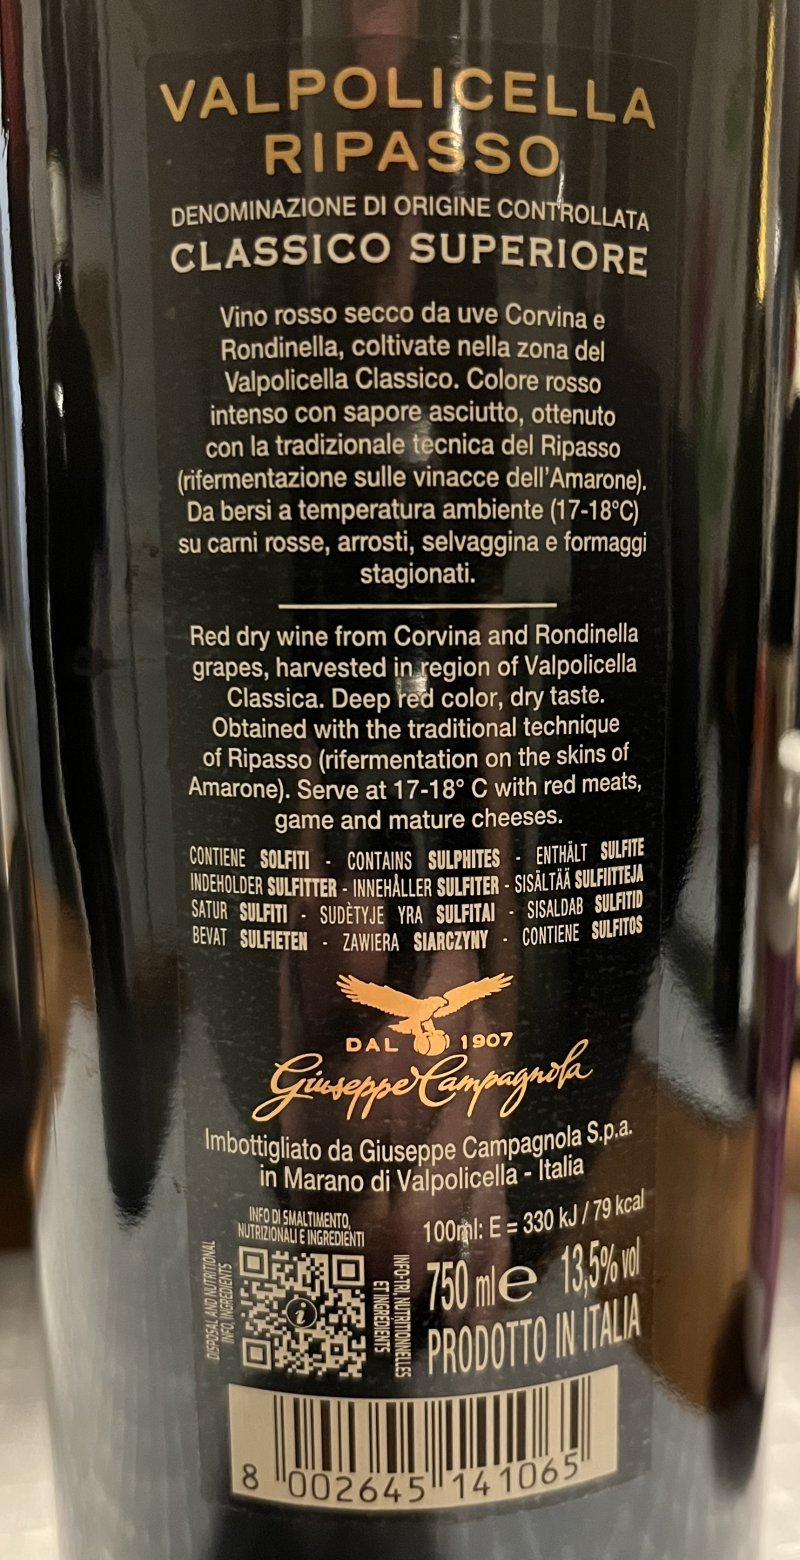 VALPOLICELLA
RIPASSO
DENOMINAZIONE DI ORIGINE CONTROLLATA
CLASSICO SUPERIORE
Vino rosso secco da uve Corvina e
Rondinella, coltivate nella zona del
Valpolicella Classico. Colore rosso
intenso con sapore asciutto, ottenuto
con la tradizionale tecnica del Ripasso
(rifermentazione sulle vinacce dell'Amarone).
Da bersi a temperatura ambiente (17-18°C)
su carni rosse, arrosti, selvaggina e formaggi
stagionati.
Red dry wine from Corvina and Rondinella
grapes, harvested in region of Valpolicella
Classica. Deep red color, dry taste.
Obtained with the traditional technique
of Ripasso (rifermentation on the skins of
Amarone). Serve at 17-18° C with red meats,
game and mature cheeses.
CONTIENE SOLFITI - CONTAINS SULPHITES - ENTHÄLT SULFITE
INDEHOLDER SULFITTER - INNEHÅLLER SULFITER - SISÄLTÄÄ SULFIITTEJA
SATUR SULFITI - SUDĖTYJE YRA SULFITAI - SISALDAB SULFITID
BEVAT SULFIETEN - ZAWIERA SIARCZYNY - CONTIENE SULFITOS
DAL 1907
Giuseppe Campagnola
Imbottigliato da Giuseppe Campagnola S.p.a.
in Marano di Valpolicella - Italia
INFO DI SMALTIMENTO,
NUTRIZIONALI E INGREDIENTI
DISPOSAL AND NUTRITIONAL
INFO, INGREDIENTS
INFO-TRI, NUTRITIONNELLES
ET INGREDIENTS
100ml: E = 330 kJ / 79 kcal
750 ml e 13,5% vol
PRODOTTO IN ITALIA
8 002645 141065